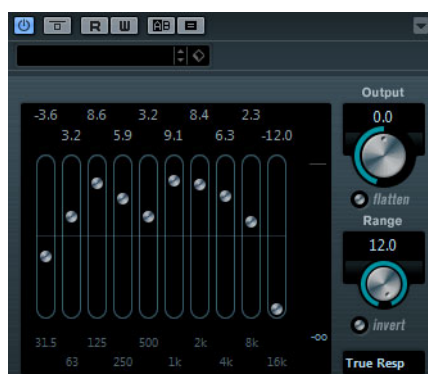 R W AB
Output
-3.6 8.6 3.2 8.4 2.3
0.0
3.2 5.9 9.1 6.3 -12.0
flatten
Range
12.0
invert
31.5 125 500 2k 8k -∞
63 250 1k 4k 16k
True Resp